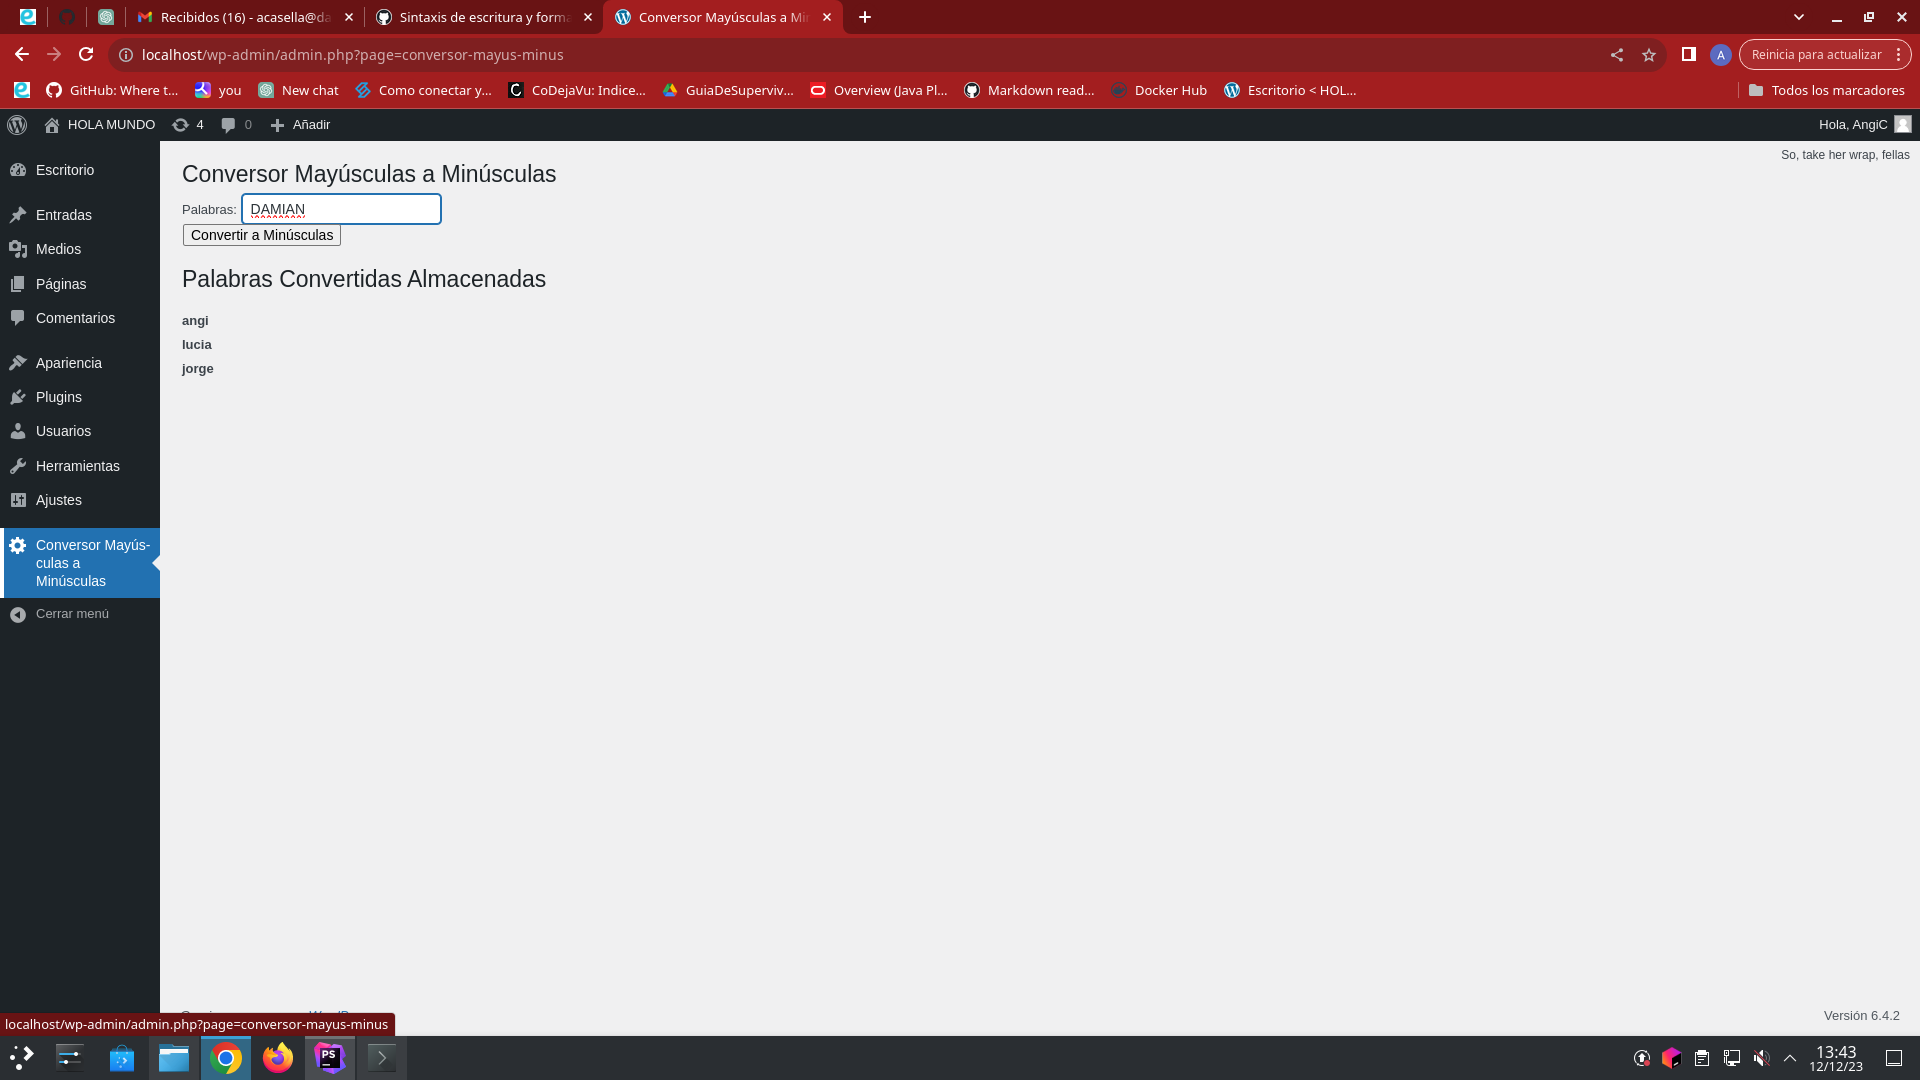 Recibidos (16) - acasella@da
Sintaxis de escritura y forma
Conversor Mayúsculas a Mi
localhost/wp-admin/admin.php?page=conversor-mayus-minus
A
Reinicia para actualizar
GitHub: Where t...
you
New chat
Como conectar y...
CoDejaVu: Indice...
GuiaDeSuperviv...
Overview (Java Pl...
Markdown read...
Docker Hub
Escritorio < HOL...
Todos los marcadores
HOLA MUNDO
4
0
Añadir
Hola, AngiC
So, take her wrap, fellas
Escritorio
Entradas
Medios
Páginas
Comentarios
Apariencia
Plugins
Usuarios
Herramientas
Ajustes
Conversor Mayús-
culas a
Minúsculas
Cerrar menú
Conversor Mayúsculas a Minúsculas
Palabras:
DAMIAN
Convertir a Minúsculas
Palabras Convertidas Almacenadas
angi
lucia
jorge
Versión 6.4.2
localhost/wp-admin/admin.php?page=conversor-mayus-minus
PS
13:43
12/12/23